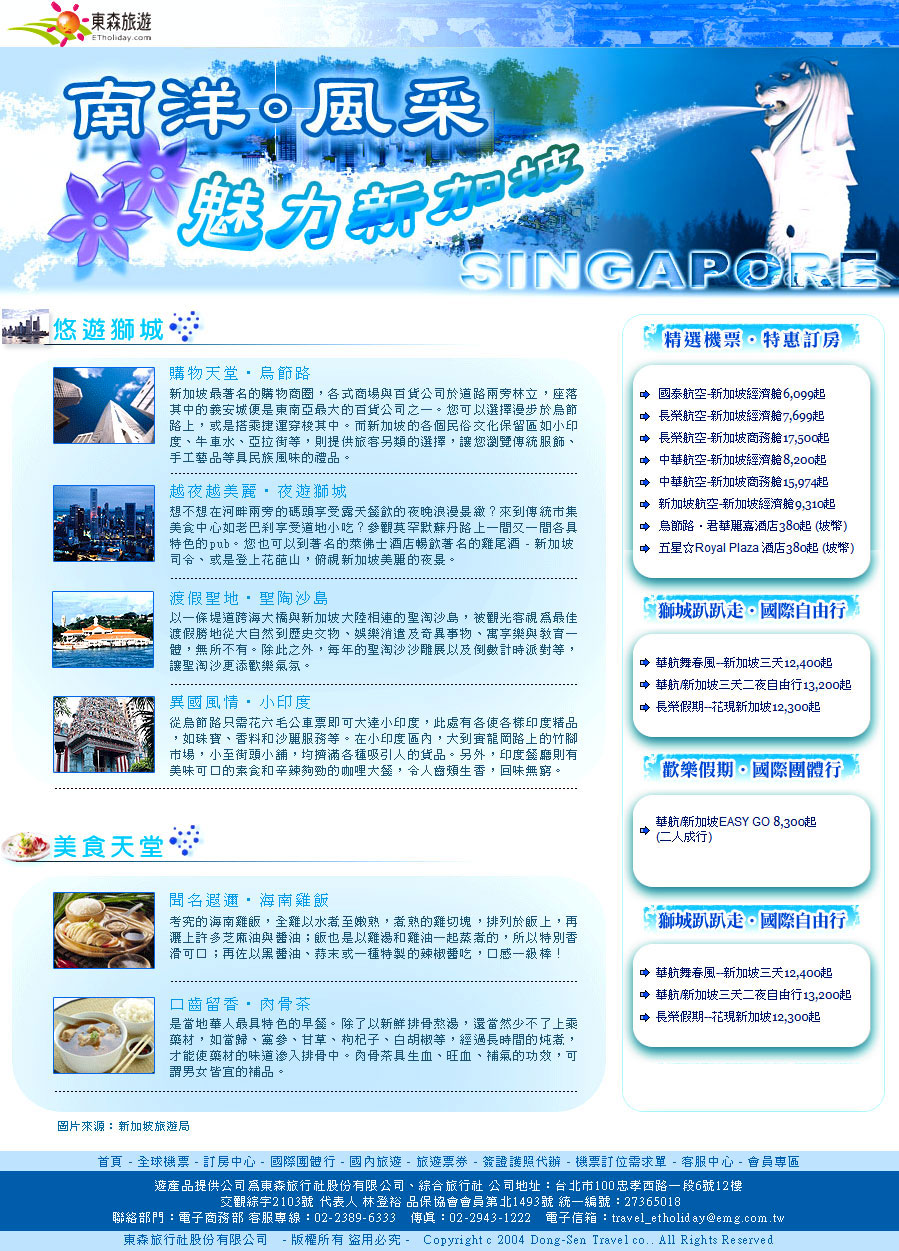 東森旅遊
ETholiday.com
南洋。風采
魅力新加坡
SINGAPORE
悠遊獅城
購物天堂・烏節路
新加坡最著名的購物商圈，各式商場與百貨公司於道路兩旁林立，座落
其中的義安城便是東南亞最大的百貨公司之一。您可以選擇漫步於烏節
路上，或是搭乘捷運穿梭其中。而新加坡的各個民俗文化保留區如小印
度、牛車水、亞拉街等，則提供旅客另類的選擇，讓您瀏覽傳統服飾、
手工藝品等具民族風味的禮品。
越夜越美麗・夜遊獅城
想不想在河畔兩旁的碼頭享受露天餐飲的夜晚浪漫景緻？來到傳統市集
美食中心如老巴剎享受道地小吃？參觀莫罕默蘇丹路上一間又一間各具
特色的pub。您也可以到著名的萊佛士酒店暢飲著名的雞尾酒 - 新加坡
司令、或是登上花葩山，俯視新加坡美麗的夜景。
渡假聖地・聖陶沙島
以一條堤道跨海大橋與新加坡大陸相連的聖淘沙島，被觀光客視爲最佳
渡假勝地從大自然到歷史文物、娛樂消遣及奇異事物、寓享樂與教育一
體，無所不有。除此之外，每年的聖淘沙沙雕展以及倒數計時派對等，
讓聖淘沙更添歡樂氣氛。
異國風情・小印度
從烏節路只需花六毛公車票即可大達小印度，此處有各使各樣印度精品
，如珠寶、香料和沙麗服務等。在小印度區內，大到實龍岡路上的竹腳
市場，小至街頭小舖，均擠滿各種吸引人的貨品。另外，印度餐廳則有
美味可口的素食和辛辣夠勁的咖哩大餐，令人齒頰生香，回味無窮。
美食天堂
聞名遐邇・海南雞飯
考究的海南雞飯，全雞以水煮至嫩熟，煮熟的雞切塊，排列於飯上，再
灑上許多芝麻油與醬油；飯也是以雞湯和雞油一起蒸煮的，所以特別香
滑可口；再佐以黑醬油、蒜末或一種特製的辣椒醬吃，口感一級棒！
口齒留香・肉骨茶
是當地華人最具特色的早餐。除了以新鮮排骨熬湯，還當然少不了上乘
藥材，如當歸、黨參、甘草、枸杞子、白胡椒等，經過長時間的炖煮，
才能使藥材的味道滲入排骨中。肉骨茶具生血、旺血、補氣的功效，可
謂男女皆宜的補品。
圖片來源：新加坡旅遊局
精選機票・特惠訂房
國泰航空-新加坡經濟艙6,099起
長榮航空-新加坡經濟艙7,699起
長榮航空-新加坡商務艙17,500起
中華航空-新加坡經濟艙8,200起
中華航空-新加坡商務艙15,974起
新加坡航空-新加坡經濟艙9,310起
烏節路・君華麗嘉酒店380起 (坡幣)
五星☆Royal Plaza 酒店380起 (坡幣)
獅城趴趴走・國際自由行
華航舞春風--新加坡三天12,400起
華航/新加坡三天二夜自由行13,200起
長榮假期--花現新加坡12,300起
歡樂假期・國際團體行
華航/新加坡EASY GO 8,300起
(二人成行)
獅城趴趴走・國際自由行
華航舞春風--新加坡三天12,400起
華航/新加坡三天二夜自由行13,200起
長榮假期--花現新加坡12,300起
首頁 - 全球機票 - 訂房中心 - 國際團體行 - 國內旅遊 - 旅遊票券 - 簽證護照代辦 - 機票訂位需求單 - 客服中心 - 會員專區
遊産品提供公司爲東森旅行社股份有限公司、綜合旅行社 公司地址：台北市100忠孝西路一段6號12樓
交觀綜字2103號 代表人 林登裕 品保協會會員第北1493號 統一編號：27365018
聯絡部門：電子商務部 客服專線：02-2389-6333 傳眞：02-2943-1222 電子信箱：travel_etholiday@emg.com.tw
東森旅行社股份有限公司 - 版權所有 盜用必究 - Copyright c 2004 Dong-Sen Travel co.. All Rights Reserved